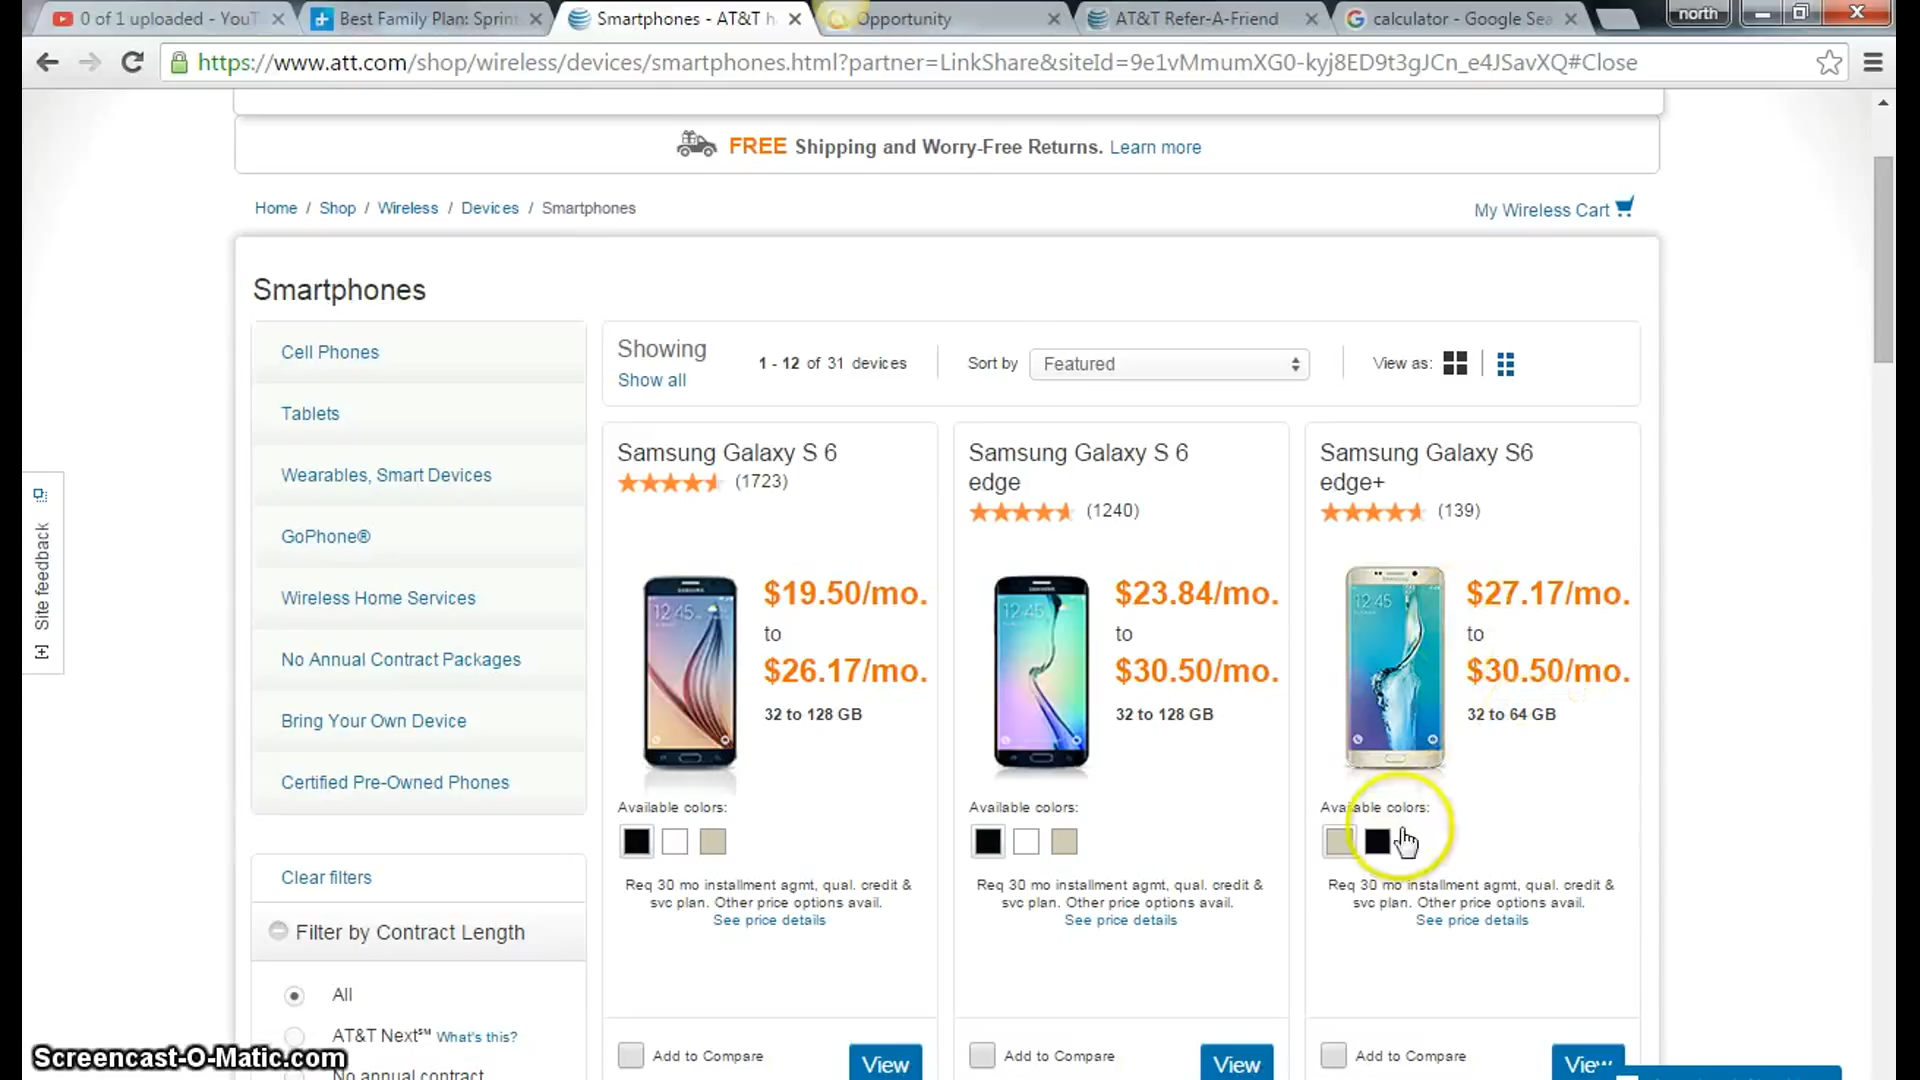 0 of 1 uploaded - YouT
Best Family Plan: Sprint
Smartphones - AT&T h
Opportunity
AT&T Refer-A-Friend
calculator - Google Sea
north
https://www.att.com/shop/wireless/devices/smartphones.html?partner=LinkShare&siteId=9e1vMmumXG0-kyj8ED9t3gJCn_e4JSavXQ#Close
FREE Shipping and Worry-Free Returns. Learn more
Home / Shop / Wireless / Devices / Smartphones
My Wireless Cart
Smartphones
Cell Phones
Tablets
Wearables, Smart Devices
GoPhone®
Wireless Home Services
No Annual Contract Packages
Bring Your Own Device
Certified Pre-Owned Phones
Clear filters
Filter by Contract Length
All
AT&T Next℠ What's this?
No annual contract
Site feedback
[+]
Showing
Show all
1 - 12 of 31 devices
Sort by Featured
View as:
Samsung Galaxy S 6
(1723)
12:45
$19.50/mo.
to
$26.17/mo.
32 to 128 GB
Available colors:
Req 30 mo installment agmt, qual. credit &
svc plan. Other price options avail.
See price details
Add to Compare
View
Samsung Galaxy S 6
edge
(1240)
12:45
$23.84/mo.
to
$30.50/mo.
32 to 128 GB
Available colors:
Req 30 mo installment agmt, qual. credit &
svc plan. Other price options avail.
See price details
Add to Compare
View
Samsung Galaxy S6
edge+
(139)
12:45
$27.17/mo.
to
$30.50/mo.
32 to 64 GB
Available colors:
Req 30 mo installment agmt, qual. credit &
svc plan. Other price options avail.
See price details
Add to Compare
View
Screencast-O-Matic.com